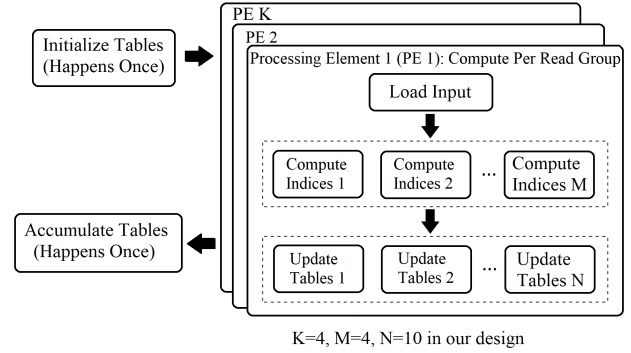 PE K
PE 2
Processing Element 1 (PE 1): Compute Per Read Group
Initialize Tables
(Happens Once)
Load Input
Compute
Indices 1
Compute
Indices 2
...
Compute
Indices M
Accumulate Tables
(Happens Once)
Update
Tables 1
Update
Tables 2
...
Update
Tables N
K=4, M=4, N=10 in our design